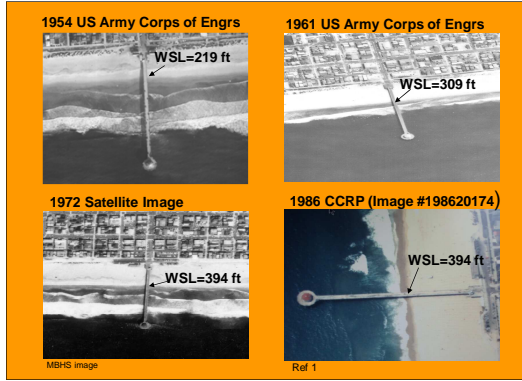 1954 US Army Corps of Engrs
WSL=219 ft
1961 US Army Corps of Engrs
WSL=309 ft
1972 Satellite Image
WSL=394 ft
MBHS image
1986 CCRP (Image #198620174)
WSL=394 ft
Ref 1